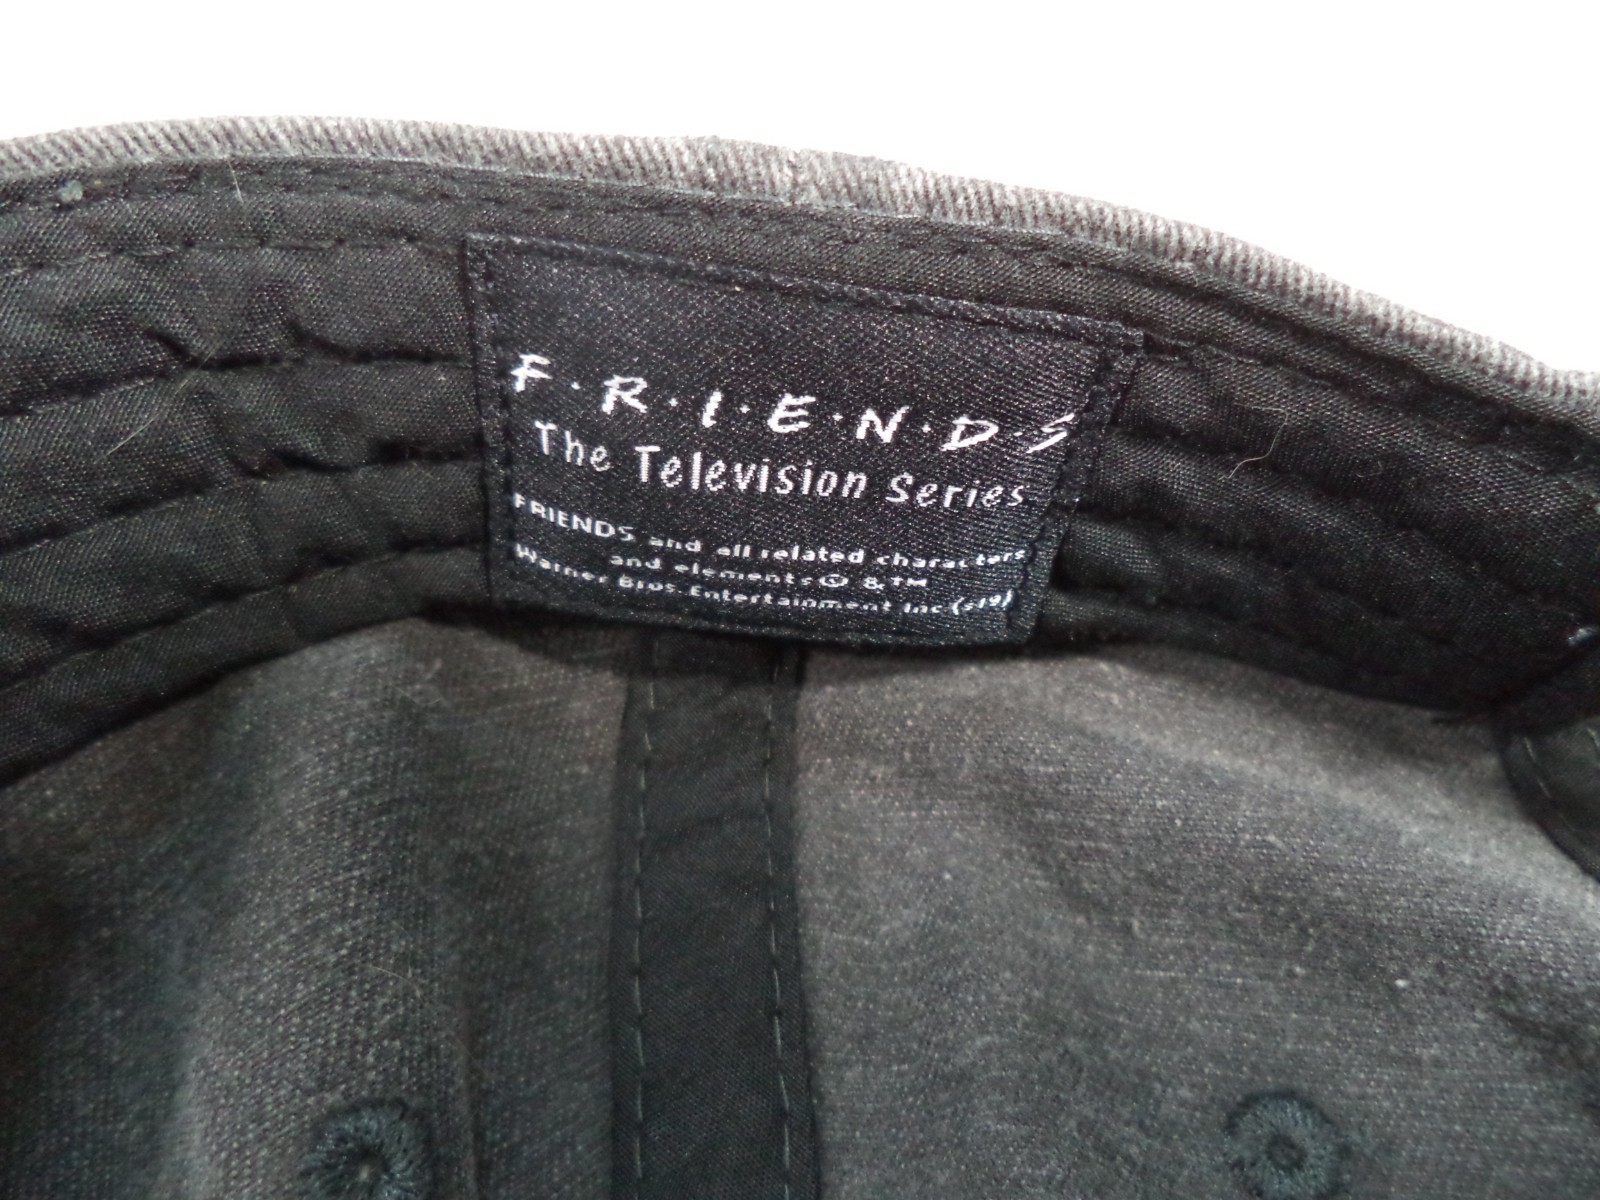 F·R·I·E·N·D·S
The Television Series
FRIENDS and all related characters
and elements © & TM
Warner Bros. Entertainment Inc. (s19)